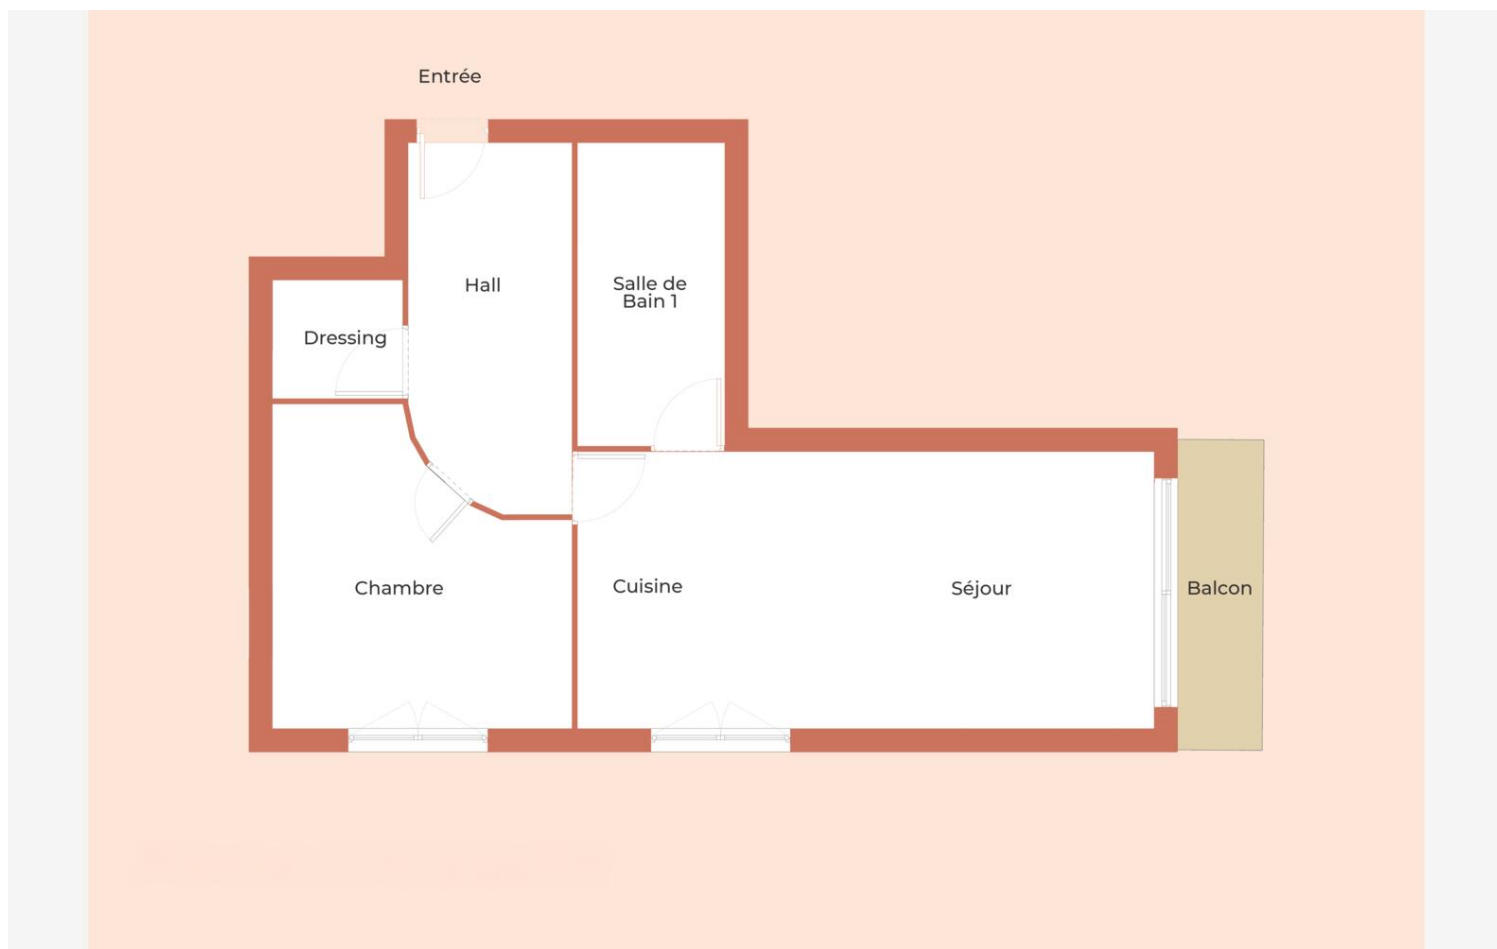 Entrée
Hall
Salle de
Bain 1
Dressing
Chambre
Cuisine
Séjour
Balcon